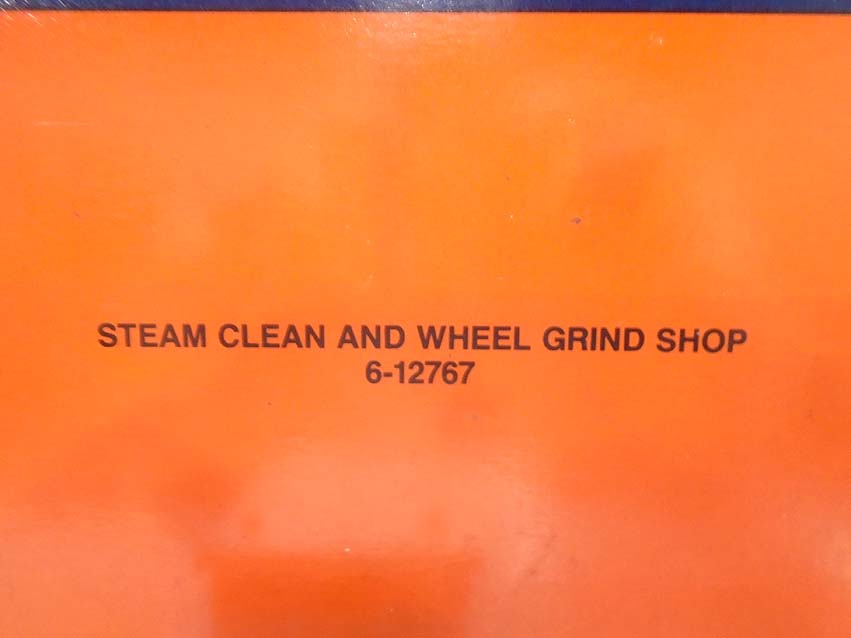 STEAM CLEAN AND WHEEL GRIND SHOP
6-12767